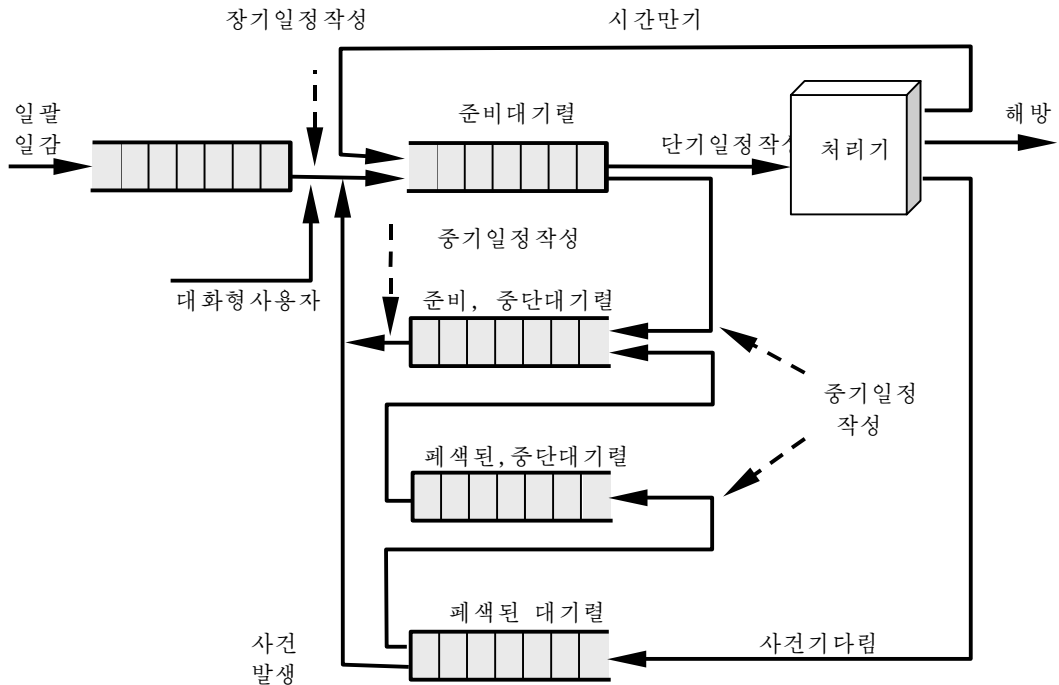 장기일정작성
시간만기
일괄
일감
준비대기렬
단기일정작성
처리기
해방
중기일정작성
대화형사용자
준비, 중단대기렬
중기일정
작성
페색된,중단대기렬
페색된 대기렬
사건
발생
사건기다림